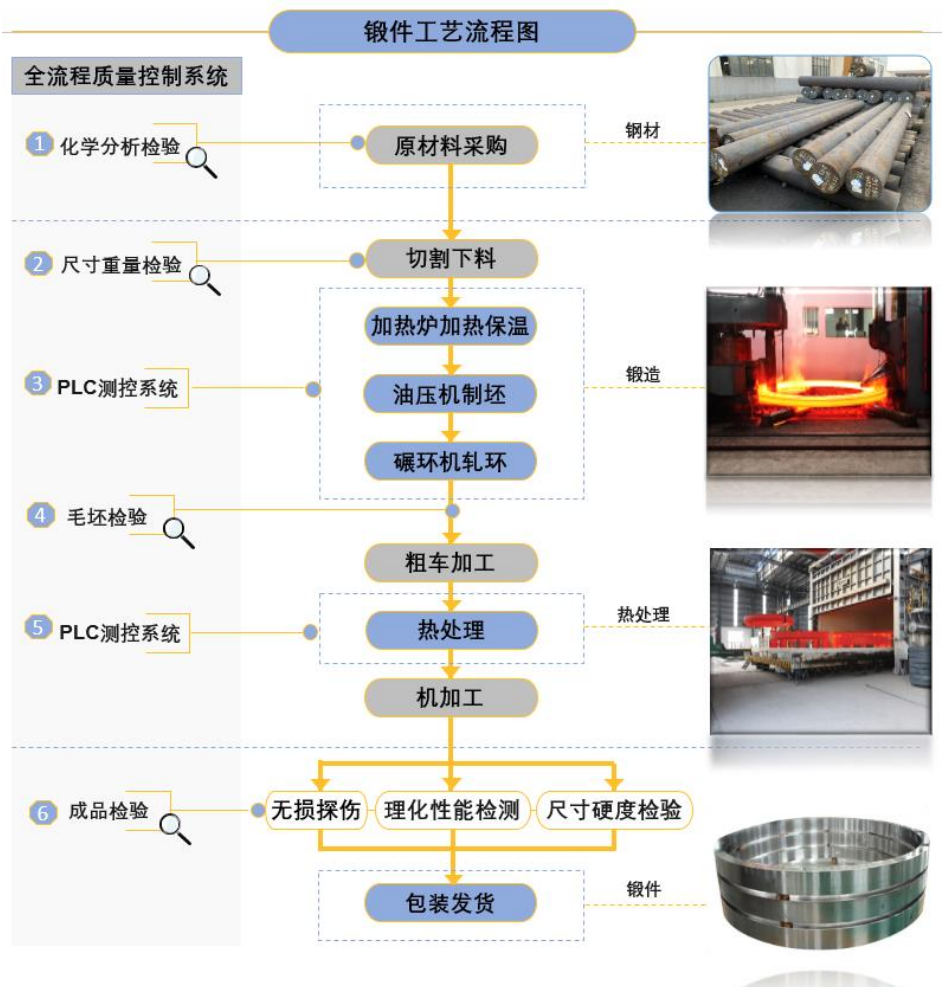 锻件工艺流程图
全流程质量控制系统
1 化学分析检验
原材料采购
钢材
2 尺寸重量检验
切割下料
加热炉加热保温
3 PLC测控系统
油压机制坯
锻造
碾环机轧环
4 毛坯检验
粗车加工
5 PLC测控系统
热处理
热处理
机加工
6 成品检验
无损探伤
理化性能检测
尺寸硬度检验
包装发货
锻件